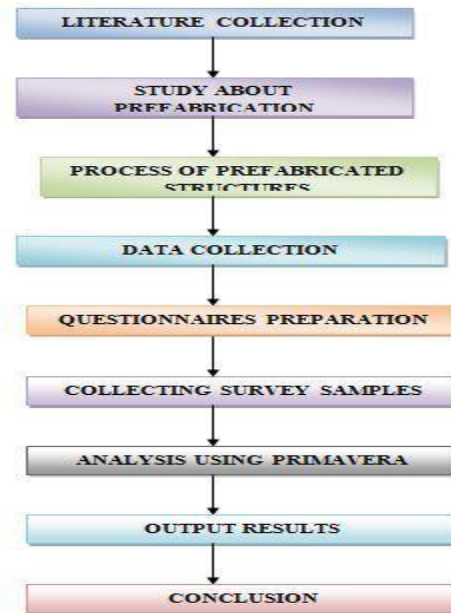 LITERATURE COLLECTION
STUDY ABOUT
PREFABRICATION
PROCESS OF PREFABRICATED
STRUCTURES
DATA COLLECTION
QUESTIONNAIRES PREPARATION
COLLECTING SURVEY SAMPLES
ANALYSIS USING PRIMAVERA
OUTPUT RESULTS
CONCLUSION